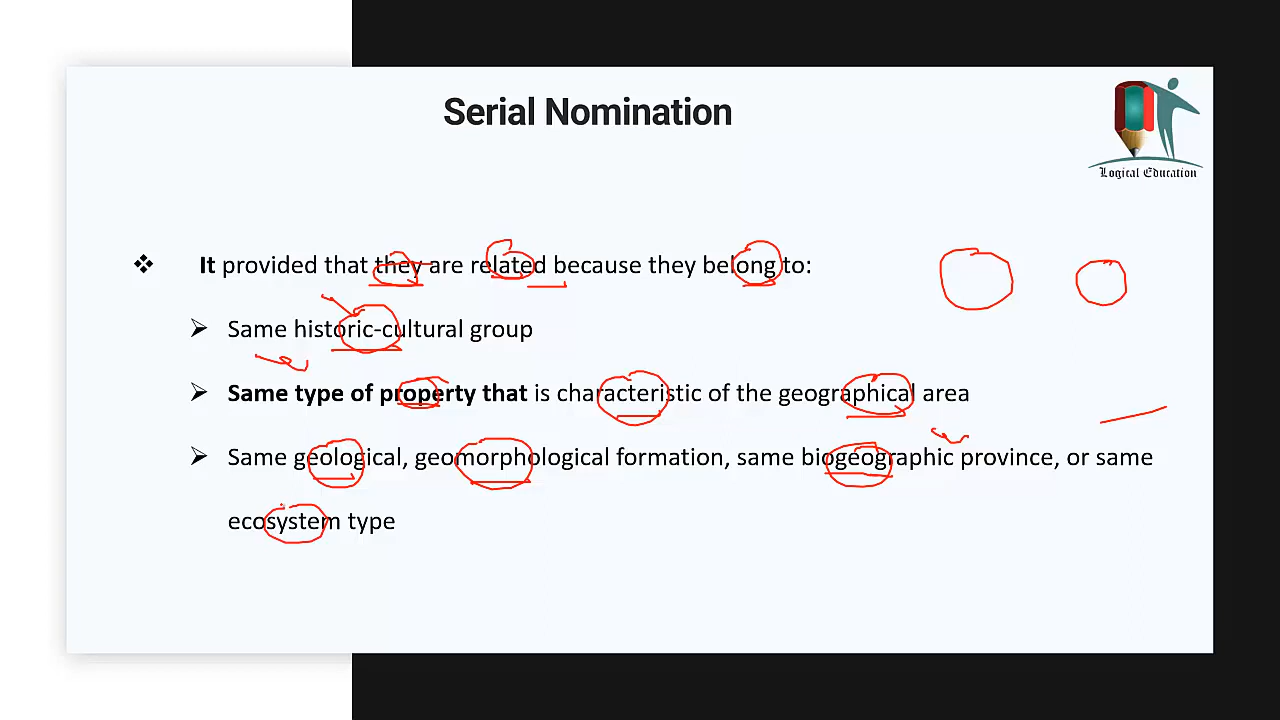 Serial Nomination
Logical Education
It provided that they are related because they belong to:
Same historic-cultural group
Same type of property that is characteristic of the geographical area
Same geological, geomorphological formation, same biogeographic province, or same
ecosystem type